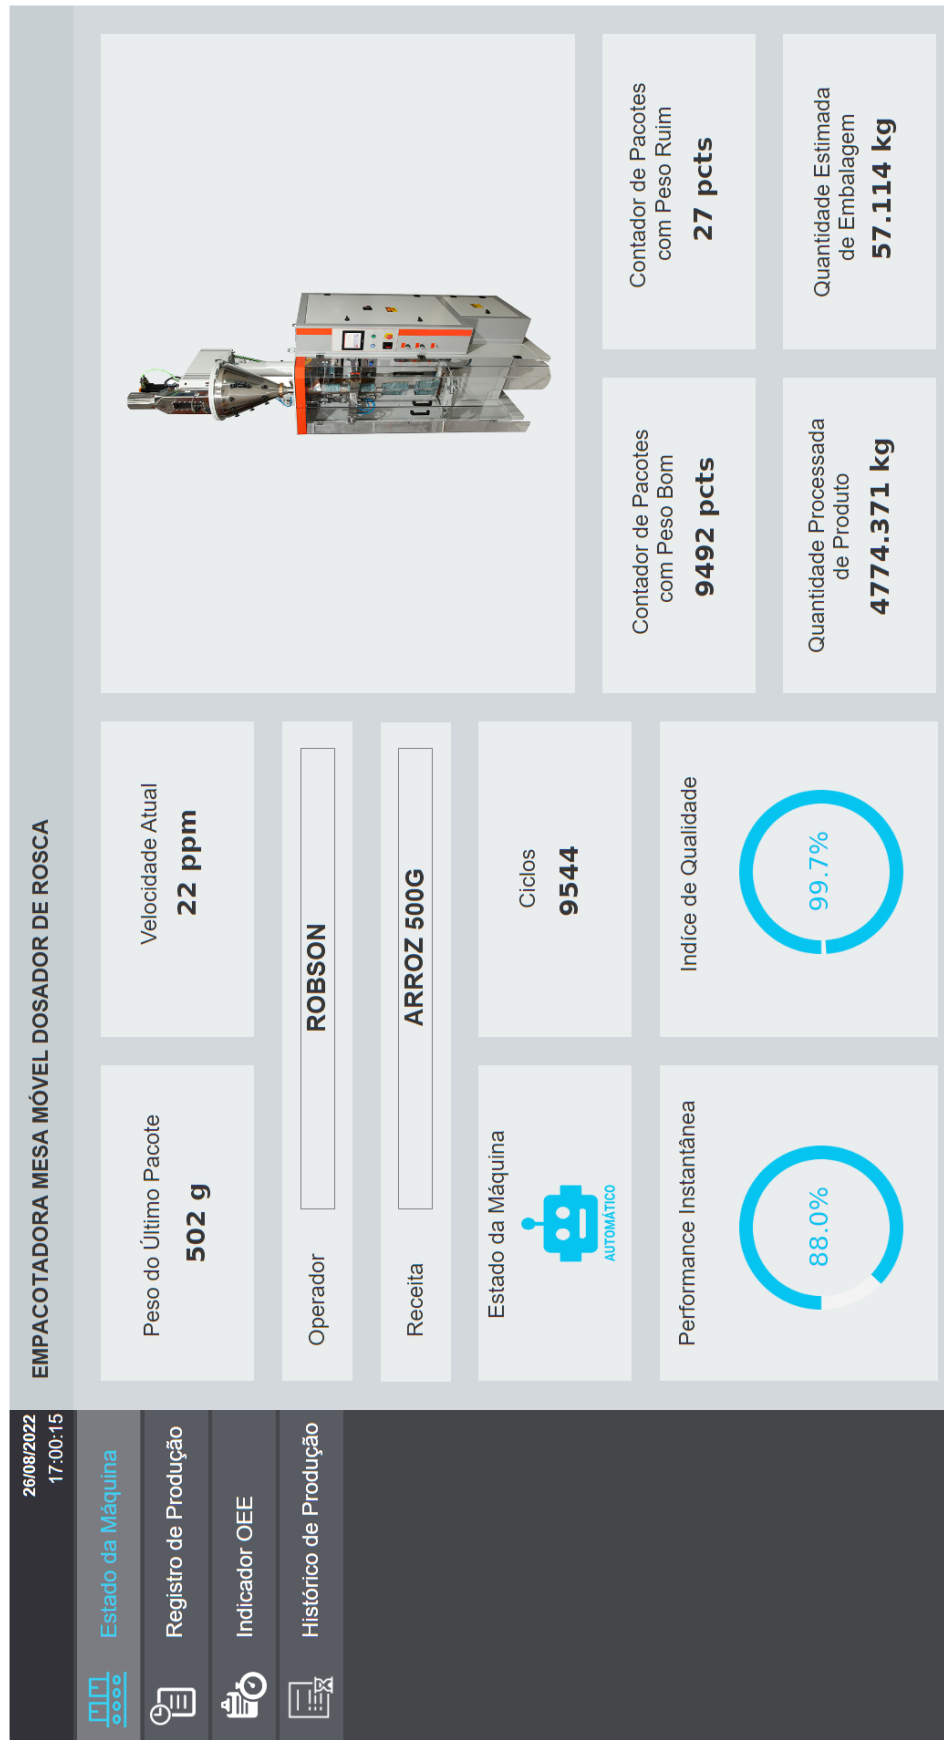 26/08/2022
17:00:15
EMPACOTADORA MESA MÓVEL DOSADOR DE ROSCA
Estado da Máquina
Registro de Produção
Indicador OEE
Histórico de Produção
Peso do Último Pacote
502 g
Velocidade Atual
22 ppm
Operador
ROBSON
Receita
ARROZ 500G
Estado da Máquina
AUTOMÁTICO
Ciclos
9544
Performance Instantânea
88.0%
Indíce de Qualidade
99.7%
Contador de Pacotes
com Peso Bom
9492 pcts
Contador de Pacotes
com Peso Ruim
27 pcts
Quantidade Processada
de Produto
4774.371 kg
Quantidade Estimada
de Embalagem
57.114 kg